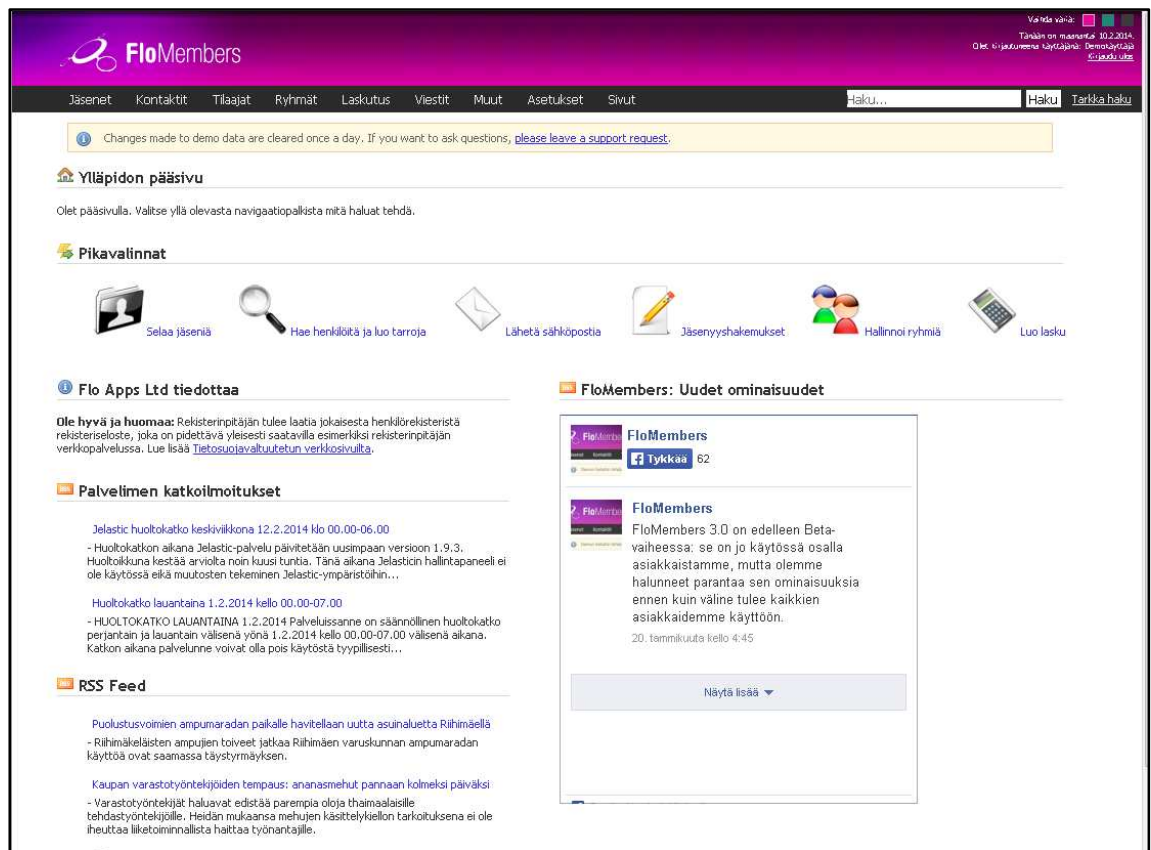 Vaihda väriä:
Tänään on maanantai 10.2.2014.
Olet kirjautuneena käyttäjänä: Demokäyttäjä
Kirjaudu ulos
FloMembers
Jäsenet Kontaktit Tilaajat Ryhmät Laskutus Viestit Muut Asetukset Sivut Haku... Haku Tarkka haku
Changes made to demo data are cleared once a day. If you want to ask questions, please leave a support request.
Ylläpidon pääsivu
Olet pääsivulla. Valitse yllä olevasta navigaatiopalkista mitä haluat tehdä.
Pikavalinnat
Selaa jäseniä Hae henkilöitä ja luo tarroja Lähetä sähköpostia Jäsenyyshakemukset Hallinnoi ryhmiä Luo lasku
Flo Apps Ltd tiedottaa
Ole hyvä ja huomaa: Rekisterinpitäjän tulee laatia jokaisesta henkilörekisteristä
rekisteriseloste, joka on pidettävä yleisesti saatavilla esimerkiksi rekisterinpitäjän
verkkopalvelussa. Lue lisää Tietosuojavaltuutetun verkkosivuilta.
Palvelimen katkoilmoitukset
Jelastic huoltokatko keskiviikkona 12.2.2014 klo 00.00-06.00
- Huoltokatkon aikana Jelastic-palvelu päivitetään uusimpaan versioon 1.9.3.
Huoltoikkuna kestää arviolta noin kuusi tuntia. Tänä aikana Jelasticin hallintapaneeli ei
ole käytössä eikä muutosten tekeminen Jelastic-ympäristöihin...
Huoltokatko lauantaina 1.2.2014 kello 00.00-07.00
- HUOLTOKATKO LAUANTAINA 1.2.2014 Palveluissanne on säännöllinen huoltokatko
perjantain ja lauantain välisenä yönä 1.2.2014 kello 00.00-07.00 välisenä aikana.
Katkon aikana palvelunne voivat olla pois käytöstä tyypillisesti...
RSS Feed
Puolustusvoimien ampumaradan paikalle havitellaan uutta asuinaluetta Riihimäellä
- Riihimäkeläisten ampujien toiveet jatkaa Riihimäen varuskunnan ampumaradan
käyttöä ovat saamassa täystyrmäyksen.
Kaupan varastotyöntekijöiden tempaus: ananasmehut pannaan kolmeksi päiväksi
- Varastotyöntekijät haluavat edistää parempia oloja thaimaalaisille
tehdastyöntekijöille. Heidän mukaansa mehujen käsittelykiellon tarkoituksena ei ole
iheuttaa liiketoiminnallista haittaa työnantajille.
FloMembers: Uudet ominaisuudet
FloMembers
Tykkää 62
FloMembers
FloMembers 3.0 on edelleen Beta-
vaiheessa: se on jo käytössä osalla
asiakkaistamme, mutta olemme
halunneet parantaa sen ominaisuuksia
ennen kuin väline tulee kaikkien
asiakkaidemme käyttöön.
20. tammikuuta kello 4:45
Näytä lisää